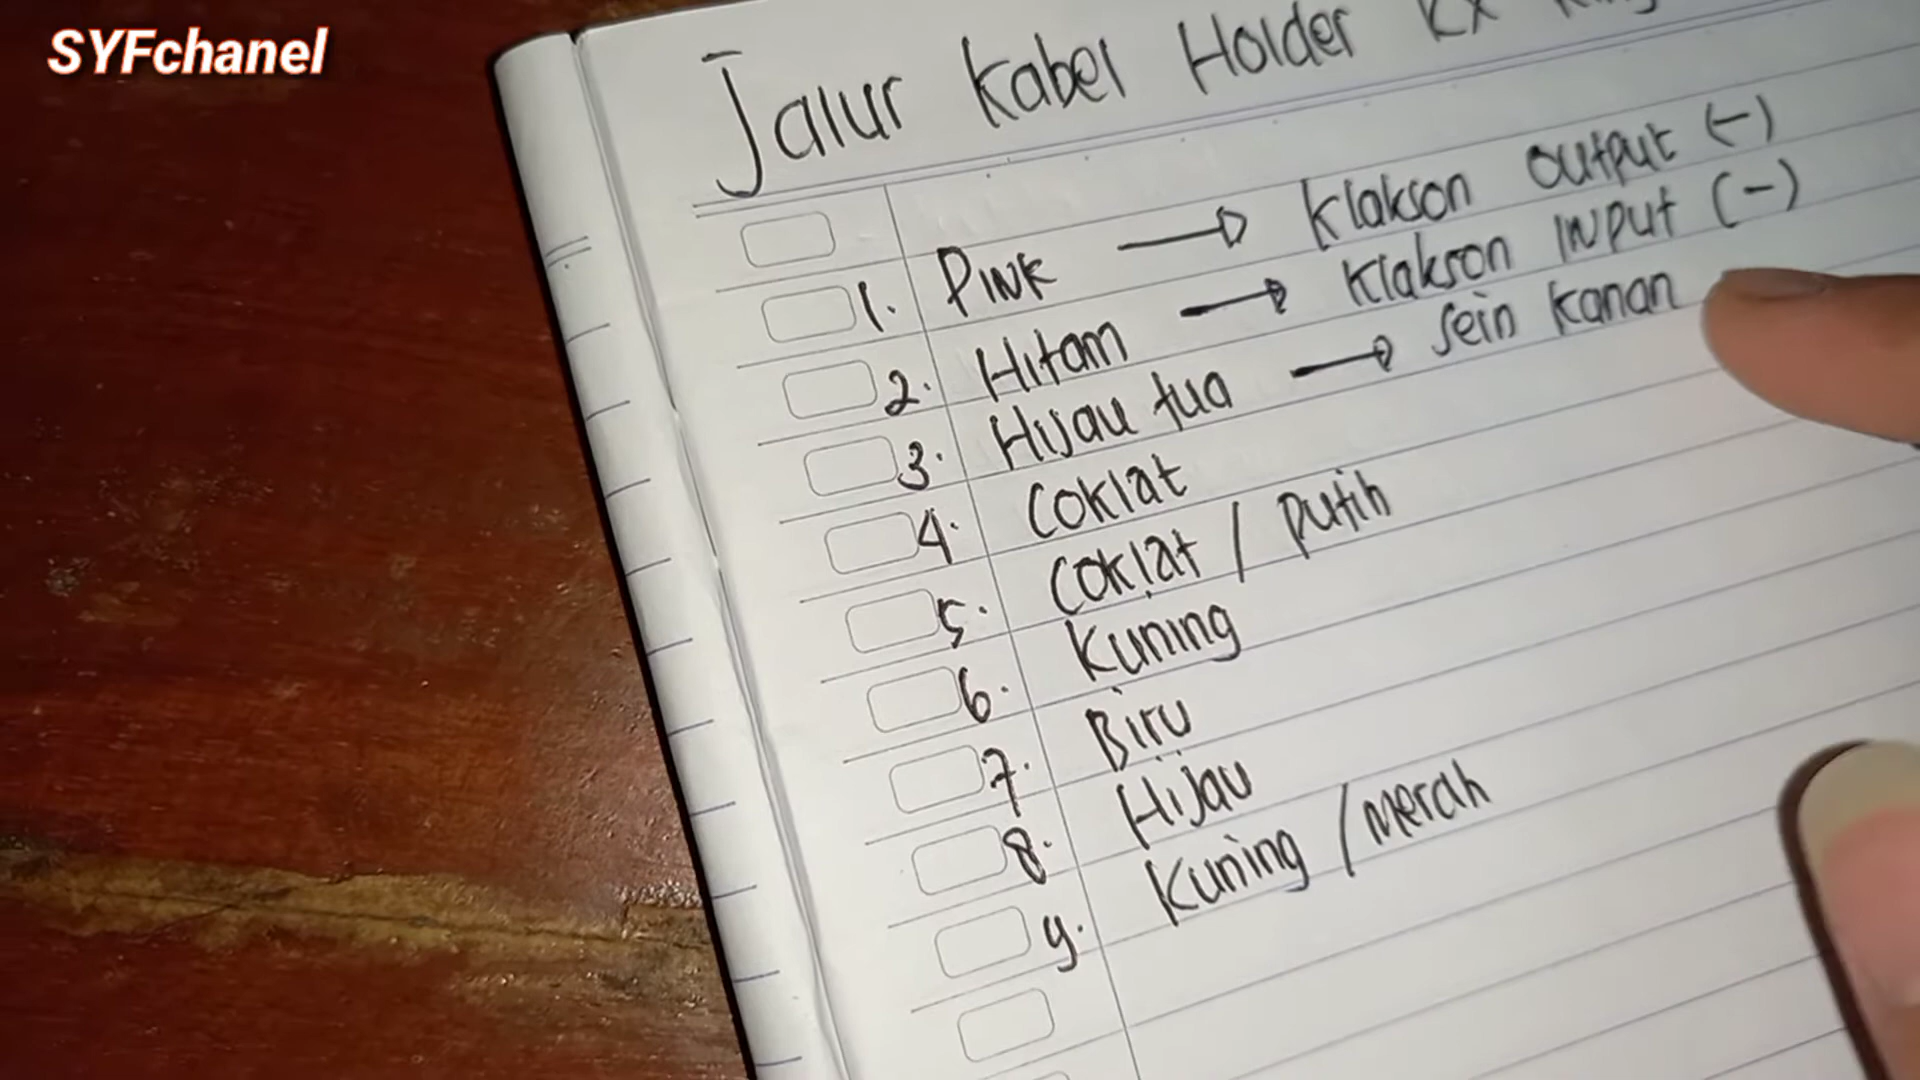 SYFchanel
Jalur Kabel Holder RX
1. Pink → Klakson output (-)
2. Hitam → Klakson INPUT (-)
3. Hijau tua → Sein Kanan
4. Coklat
5. Coklat / putih
6. Kuning
7. Biru
8. Hijau
9. Kuning / Merah